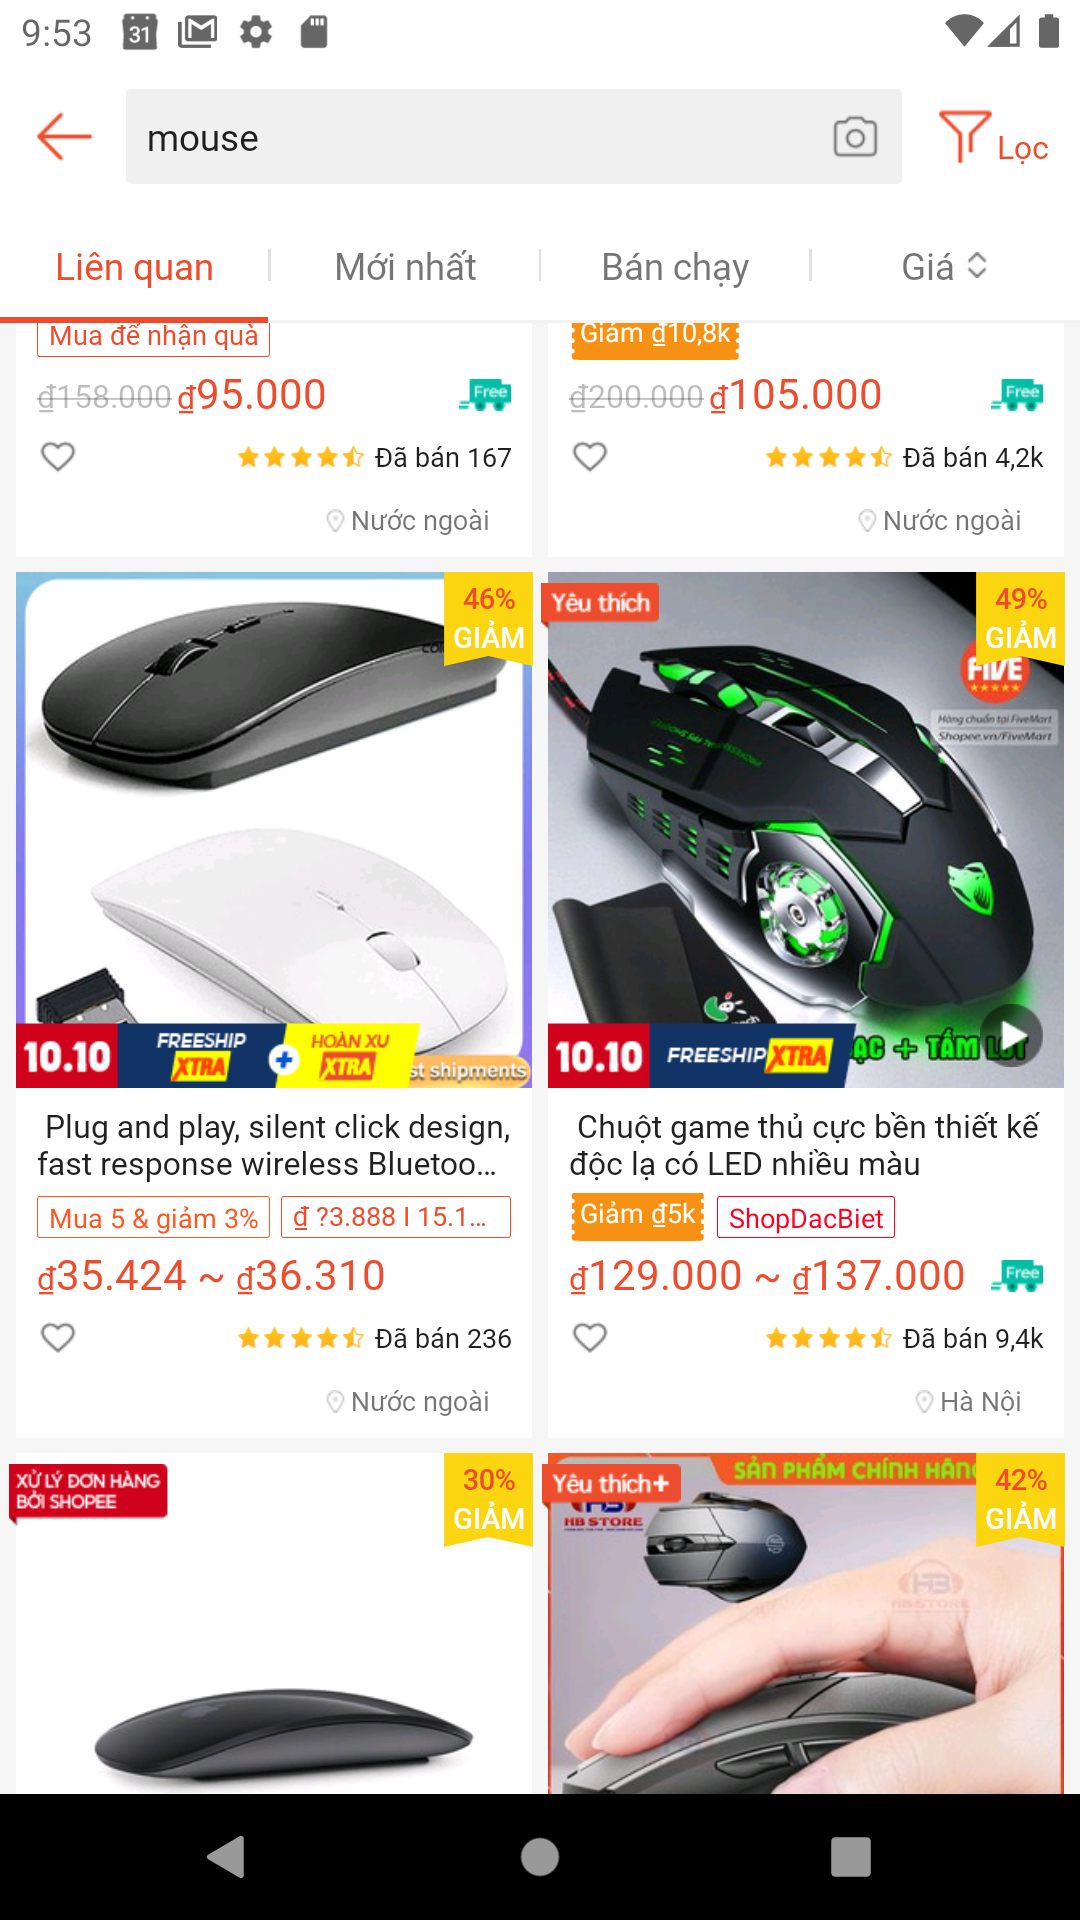 9:53
31
mouse
Lọc
Liên quan
Mới nhất
Bán chạy
Giá
Mua để nhận quà
Giảm ₫10,8k
₫158.000 ₫95.000
Free
₫200.000 ₫105.000
Free
Đã bán 167
Đã bán 4,2k
Nước ngoài
Nước ngoài
46%
GIẢM
10.10
FREESHIP
XTRA
HOÀN XU
XTRA
st shipments
Yêu thích
49%
GIẢM
FIVE
Hàng chuẩn tại FiveMart
Shopee.vn/FiveMart
10.10
FREESHIP XTRA
ẠC + TẤM LÓT
Plug and play, silent click design,
fast response wireless Bluetoo...
Mua 5 & giảm 3%
₫ ?3.888 I 15.1...
₫35.424 ~ ₫36.310
Đã bán 236
Nước ngoài
Chuột game thủ cực bền thiết kế
độc lạ có LED nhiều màu
Giảm ₫5k
ShopDacBiet
₫129.000 ~ ₫137.000
Free
Đã bán 9,4k
Hà Nội
XỬ LÝ ĐƠN HÀNG
BỞI SHOPEE
30%
GIẢM
Yêu thích+
SẢN PHẨM CHÍNH HÃNG
42%
GIẢM
HB STORE
HB STORE